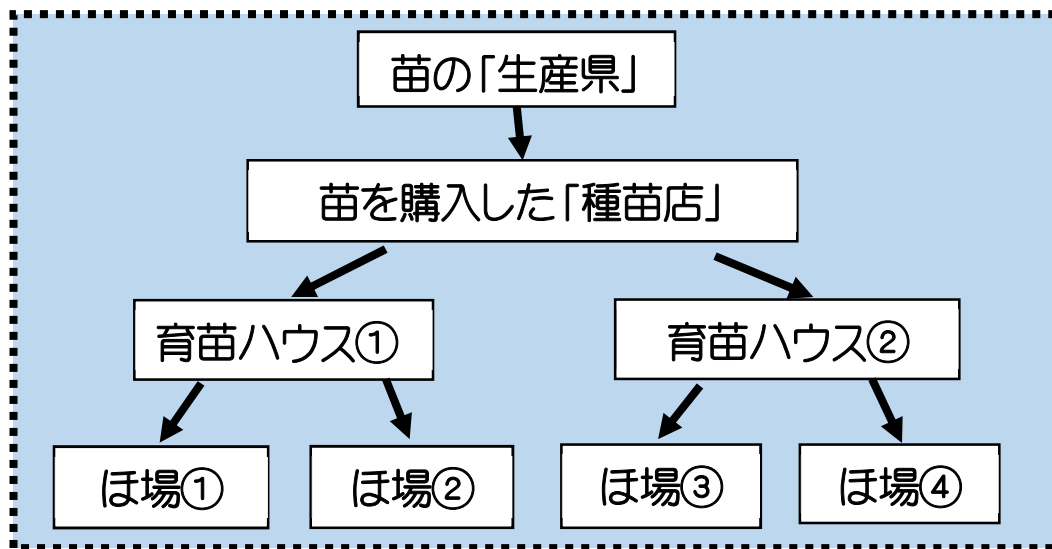 苗の「生産県」
苗を購入した「種苗店」
育苗ハウス①
育苗ハウス②
ほ場①
ほ場②
ほ場③
ほ場④